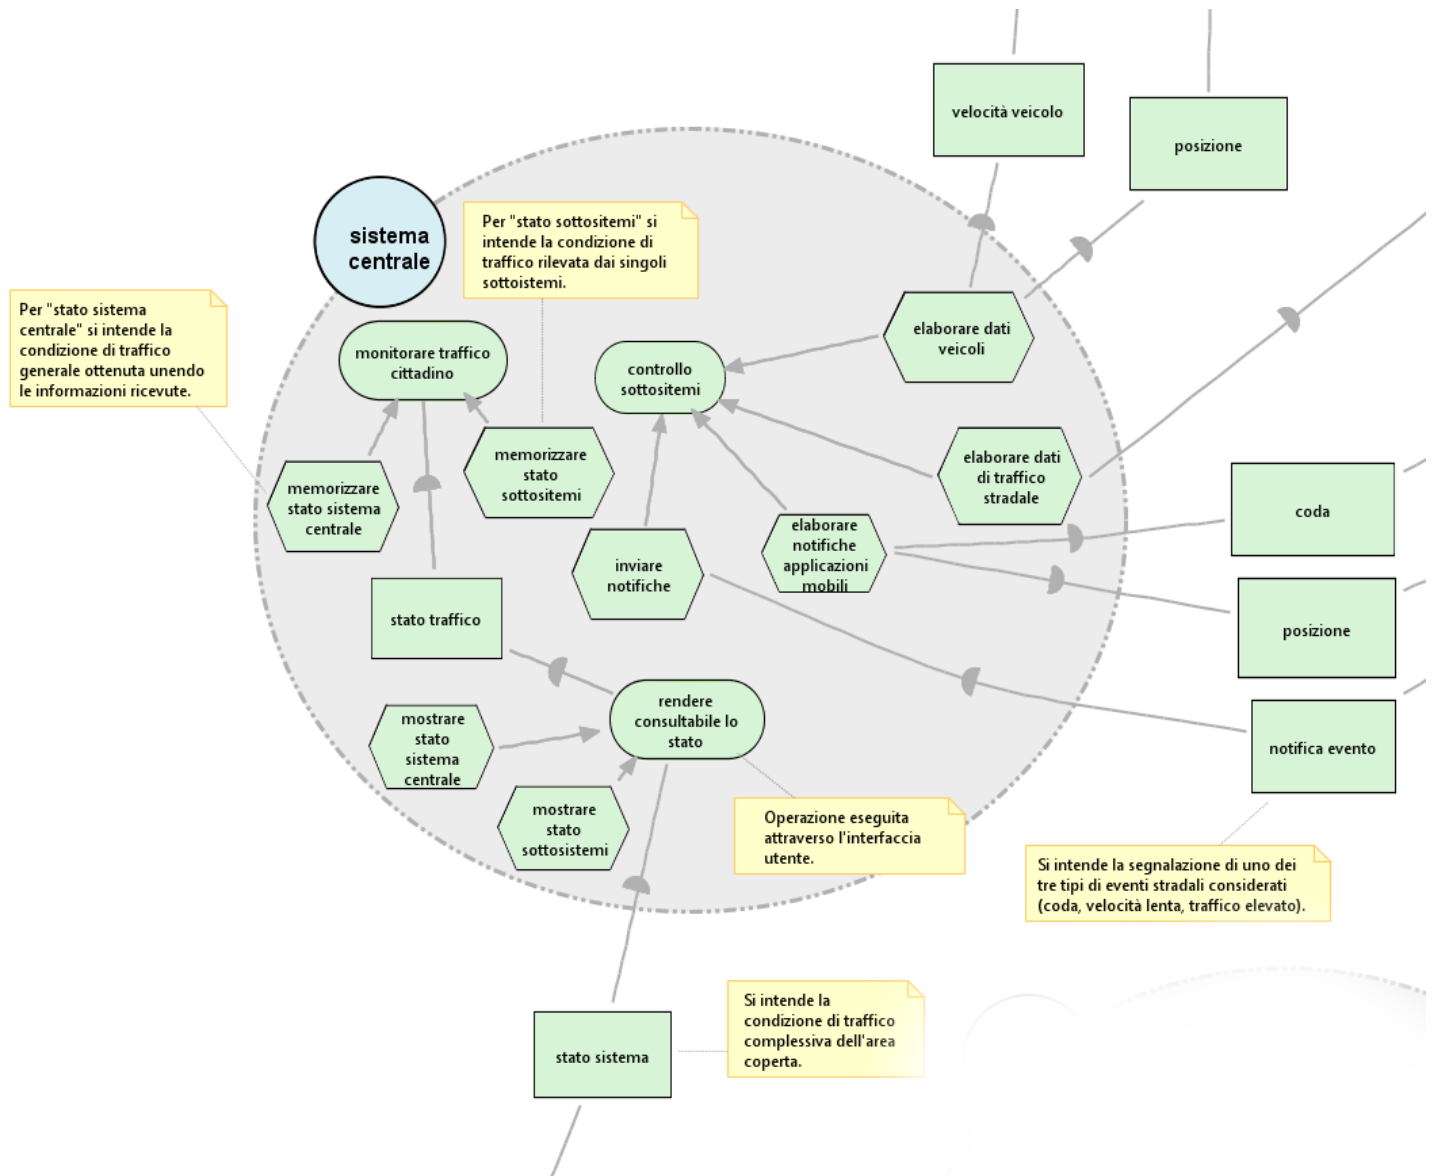 velocità veicolo
posizione
sistema
centrale
Per "stato sottositemi" si
intende la condizione di
traffico rilevata dai singoli
sottoistemi.
Per "stato sistema
centrale" si intende la
condizione di traffico
generale ottenuta unendo
le informazioni ricevute.
monitorare traffico
cittadino
controllo
sottositemi
elaborare dati
veicoli
memorizzare
stato
sottositemi
elaborare dati
di traffico
stradale
memorizzare
stato sistema
centrale
coda
elaborare
notifiche
applicazioni
mobili
inviare
notifiche
stato traffico
posizione
rendere
consultabile lo
stato
mostrare
stato
sistema
centrale
notifica evento
mostrare
stato
sottosistemi
Operazione eseguita
attraverso l'interfaccia
utente.
Si intende la segnalazione di uno dei
tre tipi di eventi stradali considerati
(coda, velocità lenta, traffico elevato).
Si intende la
condizione di traffico
complessiva dell'area
coperta.
stato sistema